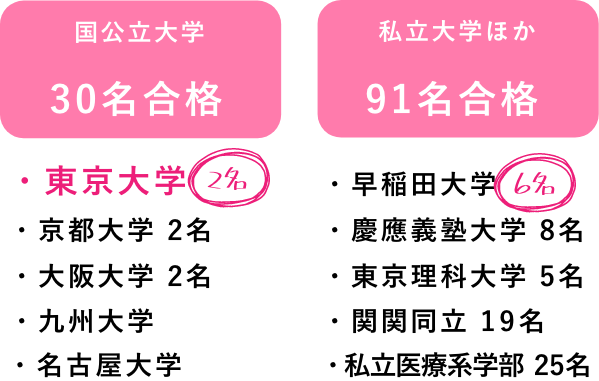 国公立大学
30名合格
・東京大学 2名
・京都大学 2名
・大阪大学 2名
・九州大学
・名古屋大学
私立大学ほか
91名合格
・早稲田大学 6名
・慶應義塾大学 8名
・東京理科大学 5名
・関関同立 19名
・私立医療系学部 25名